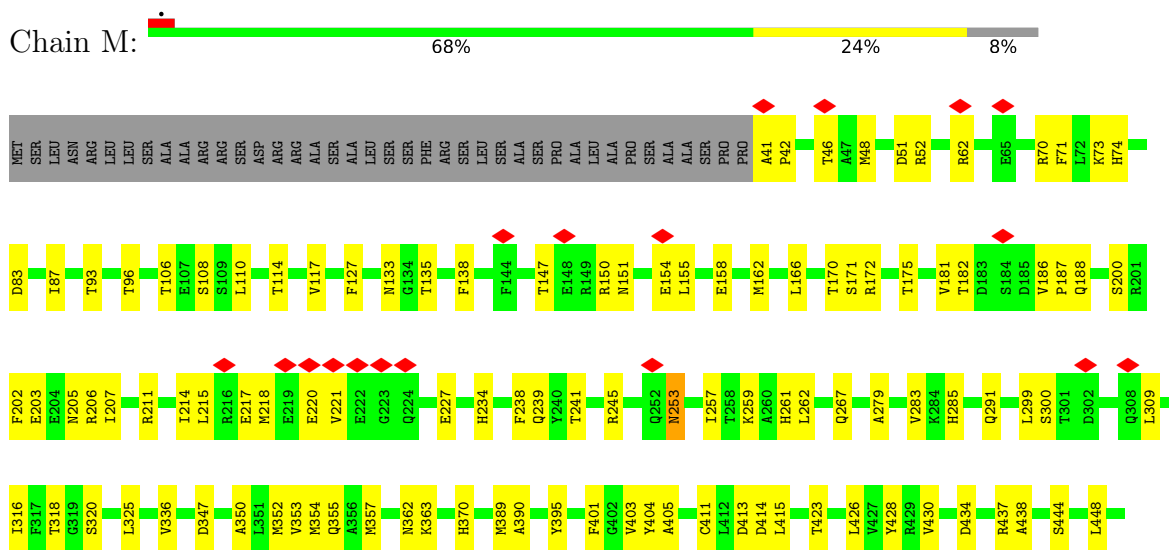 Chain M:
68% 24% 8%
MET SER LEU ASN ARG LEU LEU SER ALA ALA ARG ARG SER ASP ARG ARG ALA SER ALA LEU SER PHE ARG SER LEU SER ALA SER PRO ALA LEU ALA PRO SER ALA ALA SER PRO PRO A41 P42 T46 A47 M48 D51 R52 R62 E65 R70 F71 L72 K73 H74
D83 I87 T93 T96 T106 E107 S108 S109 L110 T114 V117 F127 N133 G134 T135 F138 F144 T147 E148 R149 R150 N151 E154 L155 E158 M162 L166 T170 S171 R172 T175 V181 T182 D183 S184 D185 V186 P187 Q188 S200 R201
F202 E203 E204 N205 R206 I207 R211 I214 L215 R216 E217 M218 E219 E220 V221 E222 G223 Q224 E227 H234 F238 Q239 Y240 T241 R245 Q252 N253 I257 T258 K259 A260 H261 L262 Q267 A279 V283 K284 H285 Q291 L299 S300 T301 D302 Q308 L309
I316 F317 T318 G319 S320 L325 V336 D347 A350 L351 M352 V353 M354 Q355 A356 M357 N362 K363 H370 M389 A390 Y395 F401 G402 V403 Y404 A405 C411 L412 D413 D414 L415 T423 L426 V427 Y428 R429 V430 D434 R437 A438 S444 L448